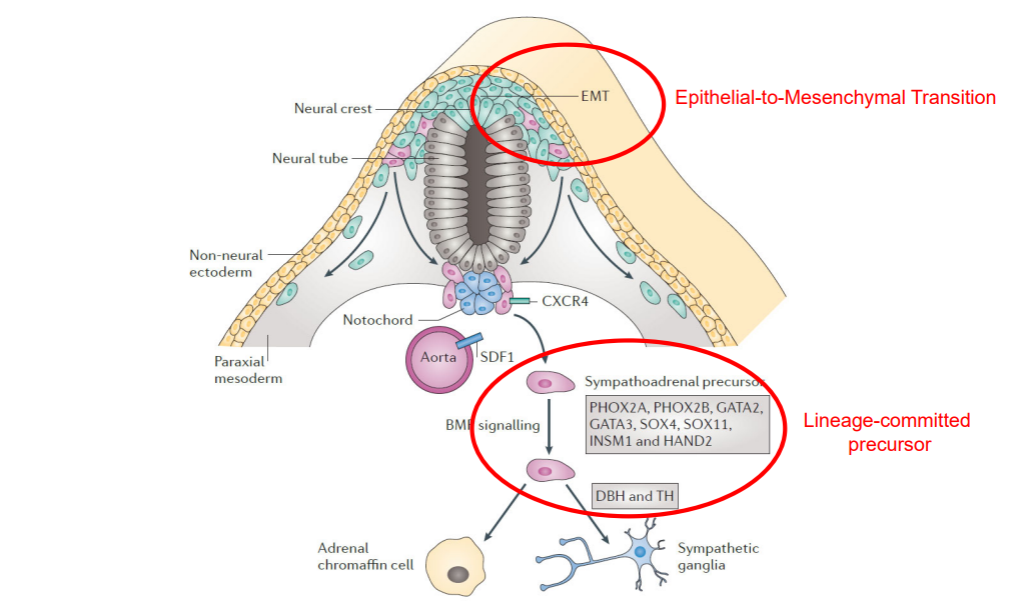 EMT
Epithelial-to-Mesenchymal Transition
Neural crest
Neural tube
Non-neural
ectoderm
CXCR4
Notochord
Paraxial
mesoderm
Aorta
SDF1
Sympathoadrenal precursor
PHOX2A, PHOX2B, GATA2,
GATA3, SOX4, SOX11,
INSM1 and HAND2
BMP signalling
Lineage-committed
precursor
DBH and TH
Adrenal
chromaffin cell
Sympathetic
ganglia